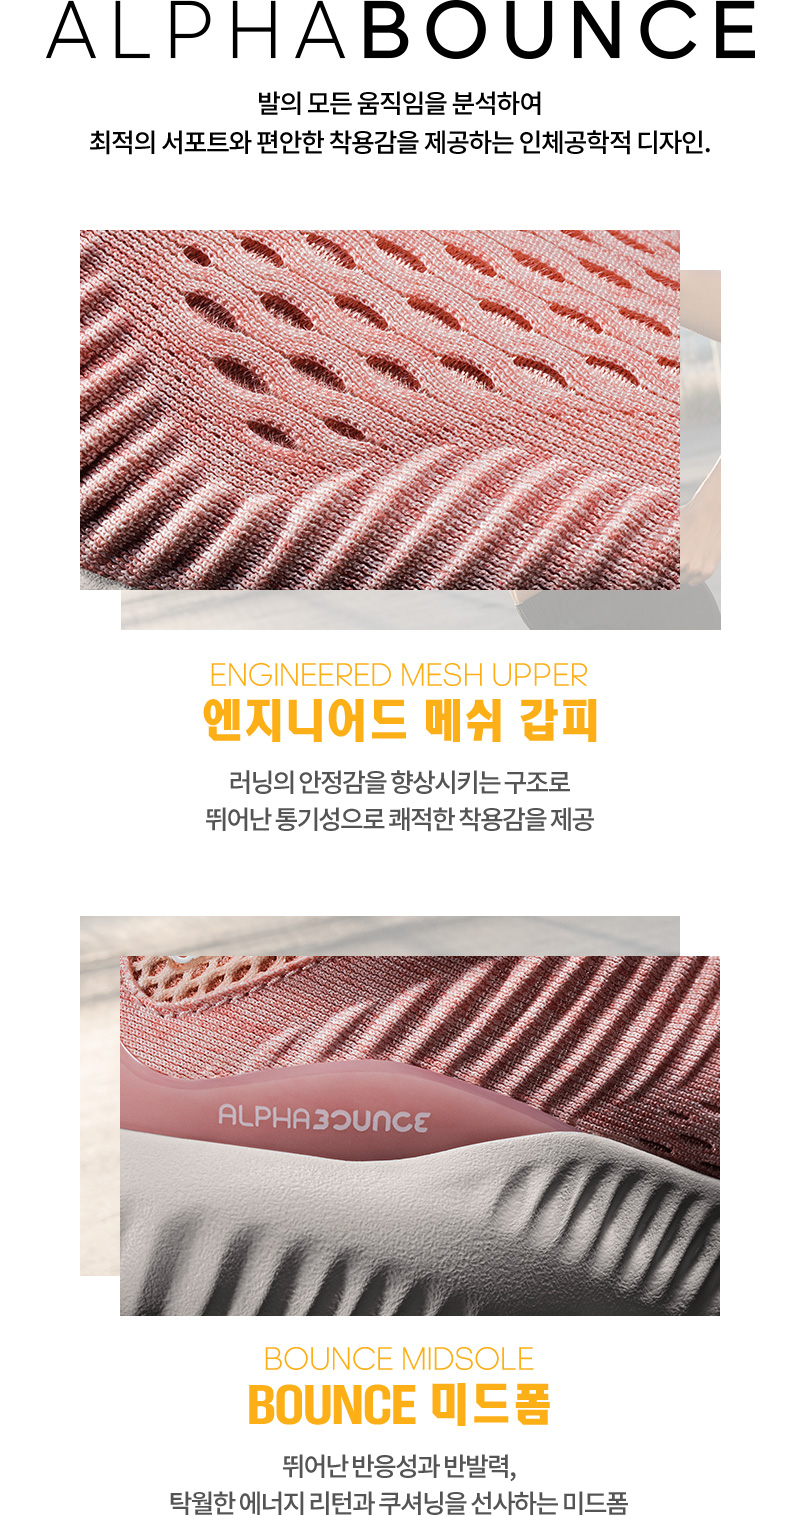 ALPHABOUNCE
발의 모든 움직임을 분석하여
최적의 서포트와 편안한 착용감을 제공하는 인체공학적 디자인.
ENGINEERED MESH UPPER
엔지니어드 메쉬 갑피
러닝의 안정감을 향상시키는 구조로
뛰어난 통기성으로 쾌적한 착용감을 제공
ALPHABOUNCE
BOUNCE MIDSOLE
BOUNCE 미드폼
뛰어난 반응성과 반발력,
탁월한 에너지 리턴과 쿠셔닝을 선사하는 미드폼